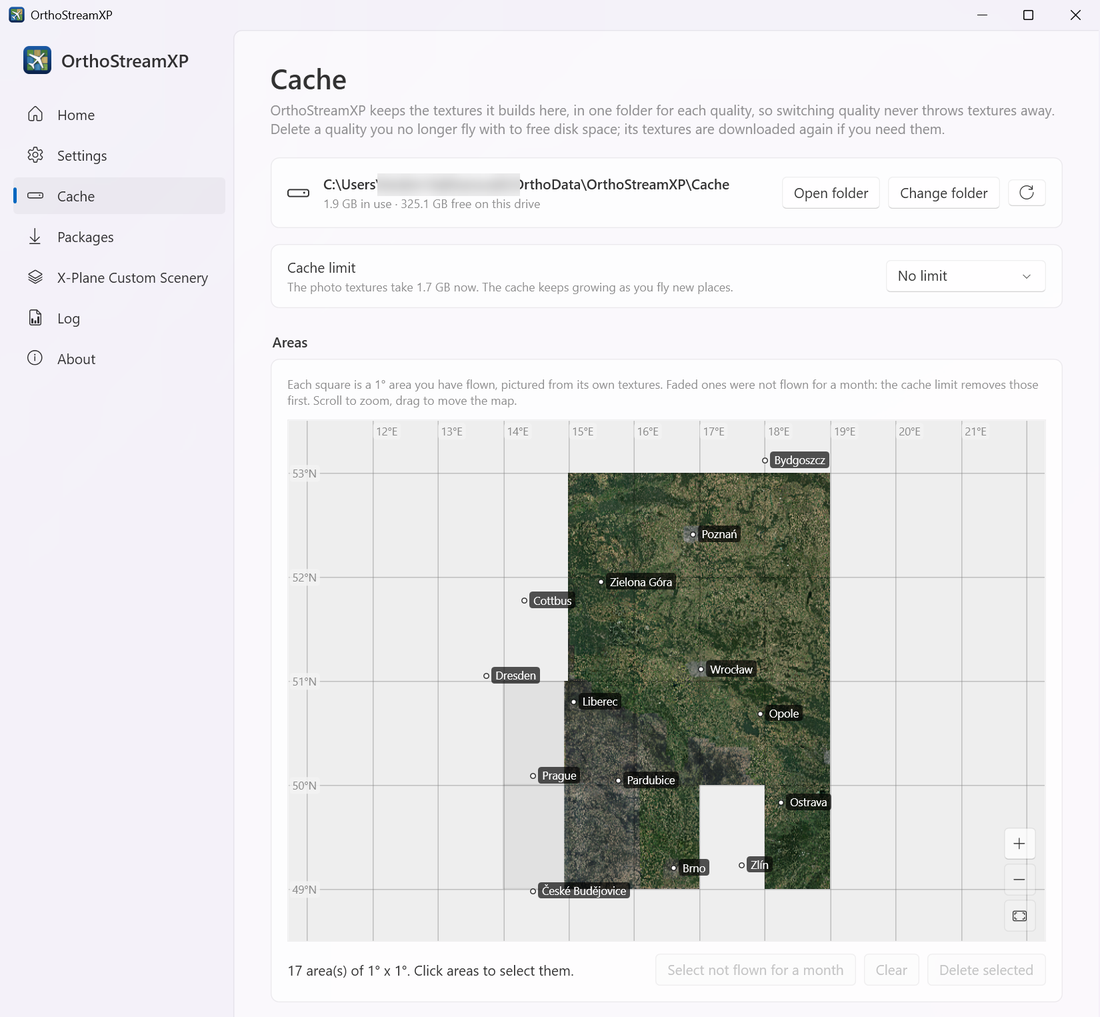 OrthoStreamXP
OrthoStreamXP
Home
Settings
Cache
Packages
X-Plane Custom Scenery
Log
About
Cache
OrthoStreamXP keeps the textures it builds here, in one folder for each quality, so switching quality never throws textures away.
Delete a quality you no longer fly with to free disk space; its textures are downloaded again if you need them.
C:\Users\ OrthoData\OrthoStreamXP\Cache
1.9 GB in use · 325.1 GB free on this drive
Open folder
Change folder
Cache limit
The photo textures take 1.7 GB now. The cache keeps growing as you fly new places.
No limit
Areas
Each square is a 1° area you have flown, pictured from its own textures. Faded ones were not flown for a month: the cache limit removes those
first. Scroll to zoom, drag to move the map.
12°E 13°E 14°E 15°E 16°E 17°E 18°E 19°E 20°E 21°E
Bydgoszcz
53°N
Poznań
52°N
Zielona Góra
Cottbus
Wrocław
Dresden
51°N
Liberec
Opole
Prague
Pardubice
50°N
Ostrava
Zlín
Brno
49°N
České Budějovice
17 area(s) of 1° x 1°. Click areas to select them.
Select not flown for a month
Clear
Delete selected